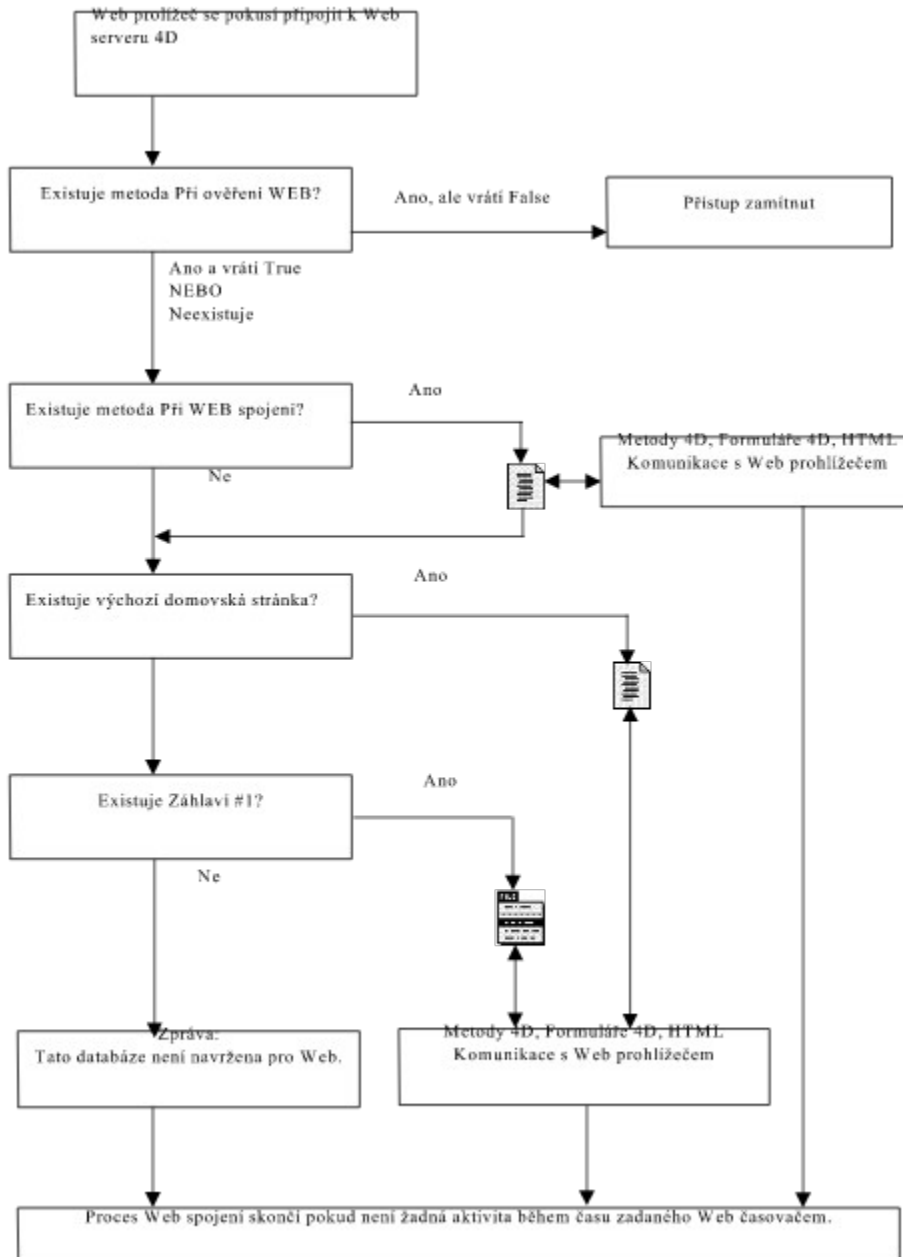 Web prolížeč se pokusí připojit k Web
serveru 4D
Existuje metoda Při ověření WEB?
Ano, ale vrátí False
Přístup zamítnut
Ano a vrátí True
NEBO
Neexistuje
Existuje metoda Při WEB spojení?
Ano
Metody 4D, Formuláře 4D, HTML
Komunikace s Web prohlížečem
Ne
Existuje výchozí domovská stránka?
Ano
Existuje Záhlaví #1?
Ano
Ne
FILE
Zpráva:
Tato databáze není navržena pro Web.
Metody 4D, Formuláře 4D, HTML
Komunikace s Web prohlížečem
Proces Web spojení skončí pokud není žádná aktivita během času zadaného Web časovačem.